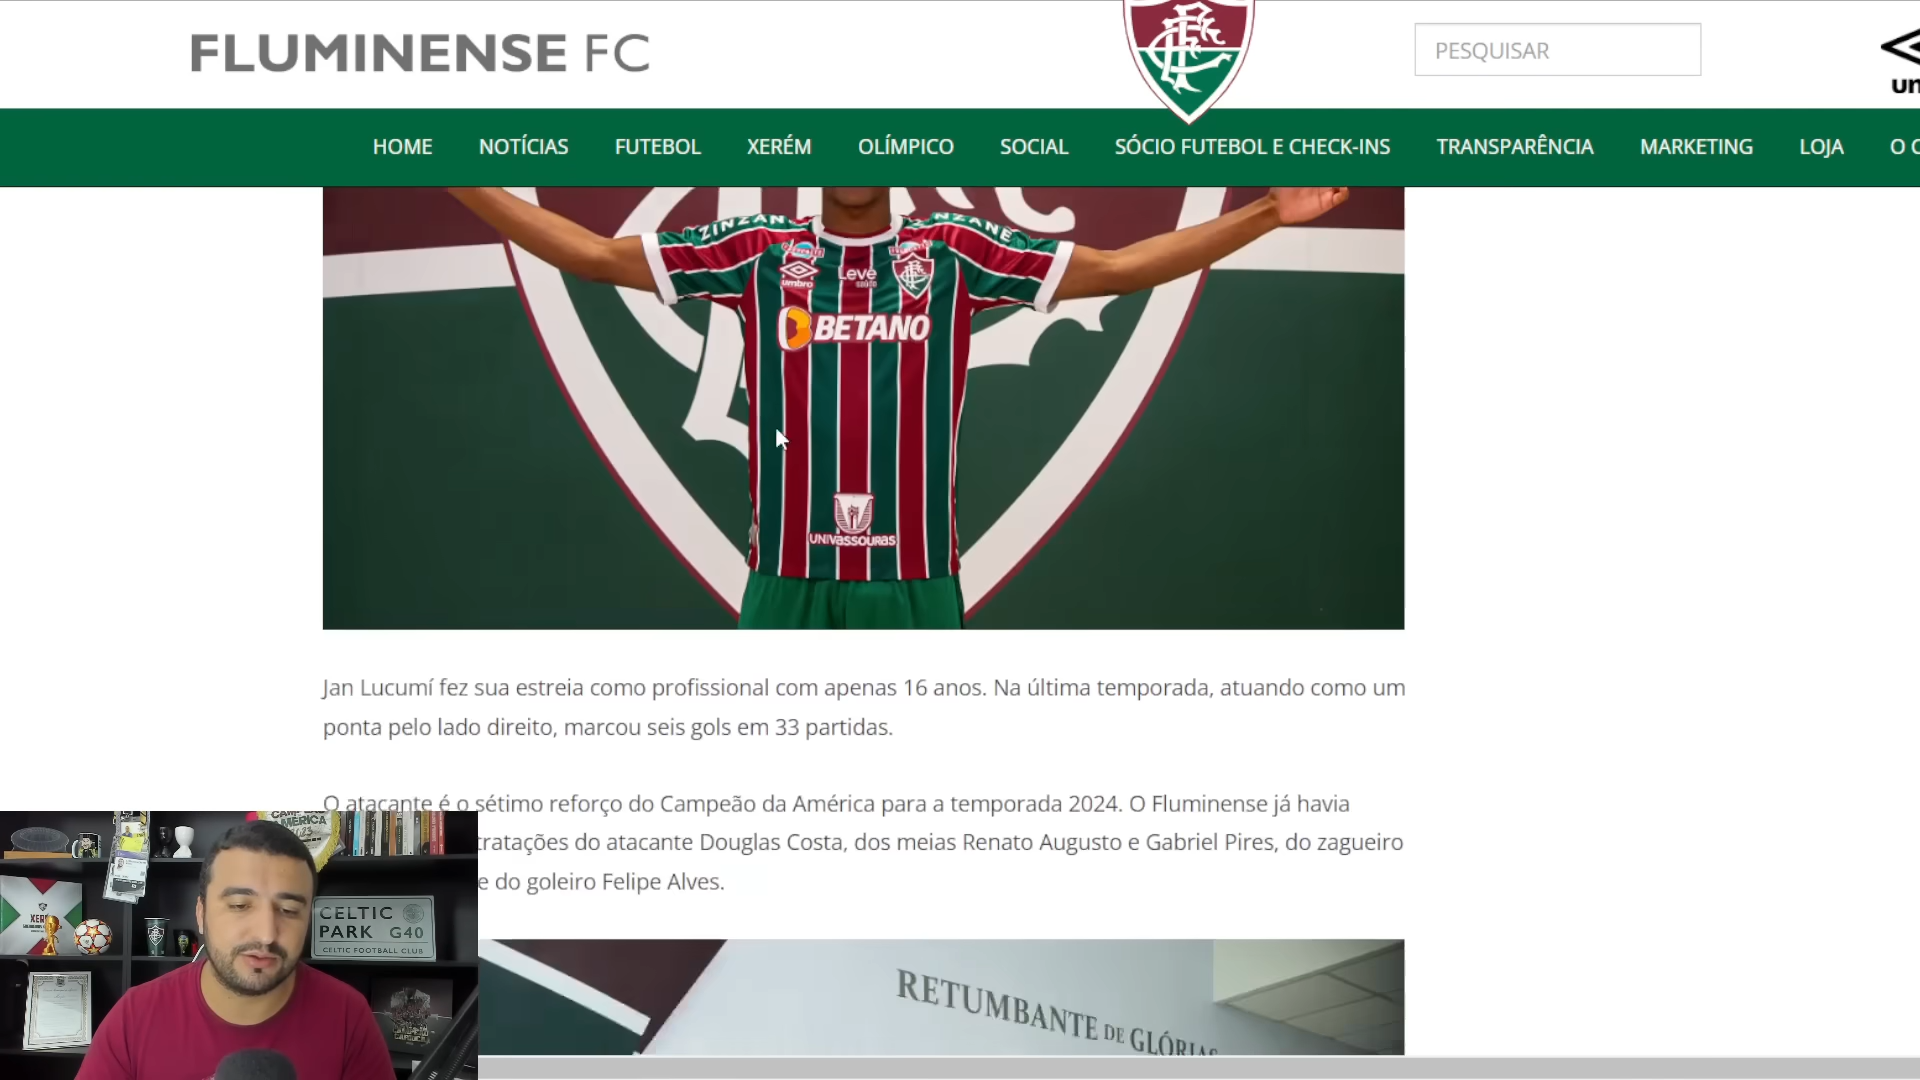 FLUMINENSE FC
PESQUISAR
HOME NOTÍCIAS FUTEBOL XERÉM OLÍMPICO SOCIAL SÓCIO FUTEBOL E CHECK-INS TRANSPARÊNCIA MARKETING LOJA O
ZINZAN NZANE
umbro Leve
BETANO
UNIVASSOURAS
Jan Lucumí fez sua estreia como profissional com apenas 16 anos. Na última temporada, atuando como um
ponta pelo lado direito, marcou seis gols em 33 partidas.
O atacante é o sétimo reforço do Campeão da América para a temporada 2024. O Fluminense já havia
tratações do atacante Douglas Costa, dos meias Renato Augusto e Gabriel Pires, do zagueiro
e do goleiro Felipe Alves.
AMÉRICA
CELTIC
PARK G40
CELTIC FOOTBALL CLUB
RETUMBANTE DE GLÓRIAS